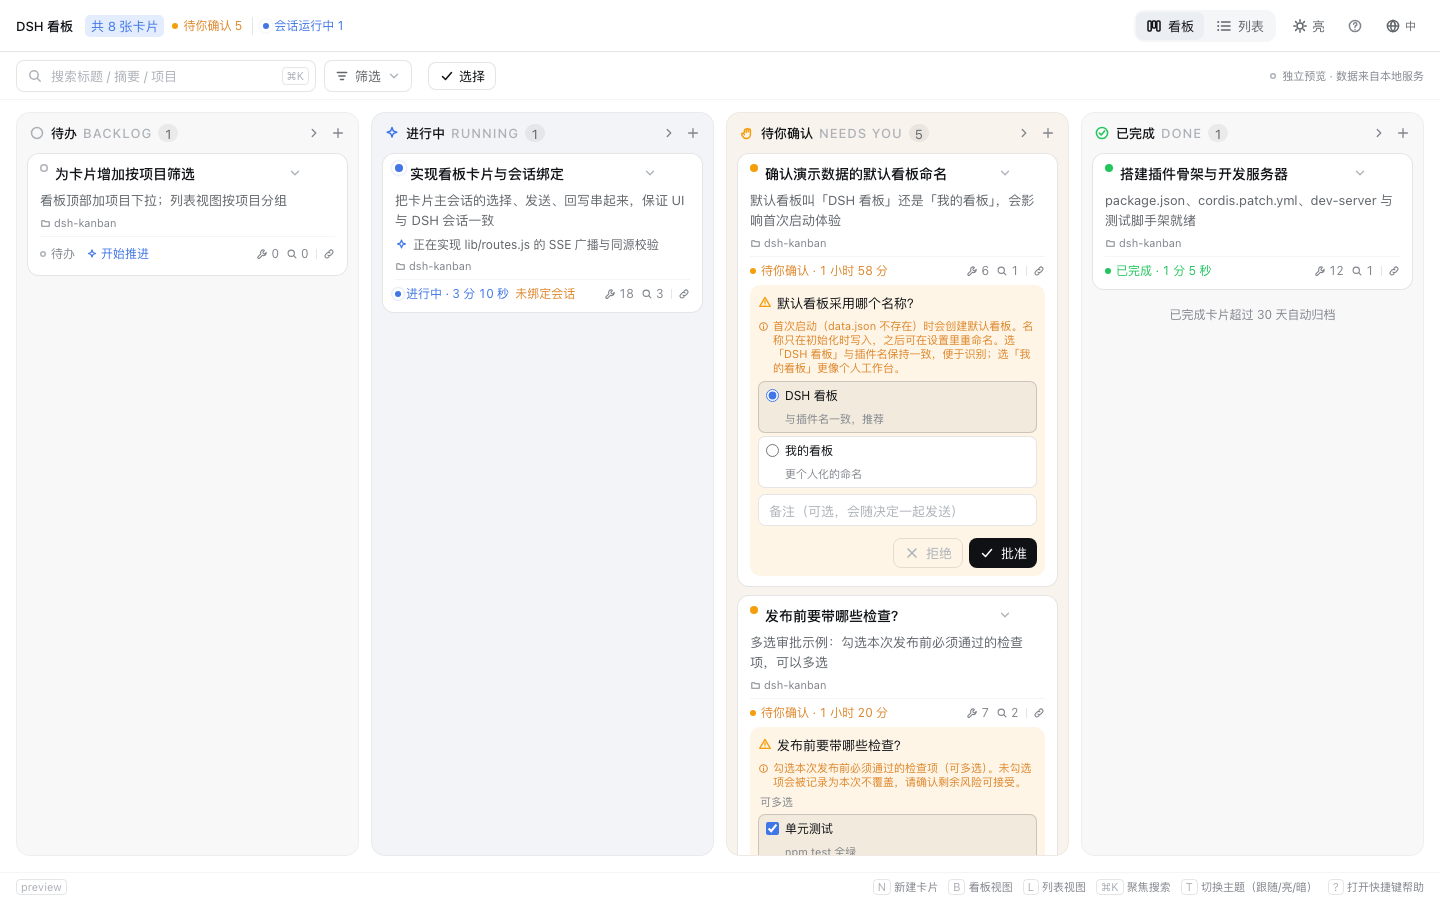 DSH 看板 共 8 张卡片 待你确认 5 会话运行中 1 看板 列表 亮 中
搜索标题 / 摘要 / 项目 ⌘K 筛选 选择 独立预览 · 数据来自本地服务
待办 BACKLOG 1
为卡片增加按项目筛选
看板顶部加项目下拉；列表视图按项目分组
dsh-kanban
待办 开始推进 0 0
进行中 RUNNING 1
实现看板卡片与会话绑定
把卡片主会话的选择、发送、回写串起来，保证 UI
与 DSH 会话一致
正在实现 lib/routes.js 的 SSE 广播与同源校验
dsh-kanban
进行中 · 3 分 10 秒 未绑定会话 18 3
待你确认 NEEDS YOU 5
确认演示数据的默认看板命名
默认看板叫「DSH 看板」还是「我的看板」，会影
响首次启动体验
dsh-kanban
待你确认 · 1 小时 58 分 6 1
默认看板采用哪个名称？
首次启动（data.json 不存在）时会创建默认看板。名
称只在初始化时写入，之后可在设置里重命名。选
「DSH 看板」与插件名保持一致，便于识别；选「我
的看板」更像个人工作台。
DSH 看板
与插件名一致，推荐
我的看板
更个人化的命名
备注（可选，会随决定一起发送）
拒绝 批准
发布前要带哪些检查？
多选审批示例：勾选本次发布前必须通过的检查
项，可以多选
dsh-kanban
待你确认 · 1 小时 20 分 7 2
发布前要带哪些检查？
勾选本次发布前必须通过的检查项（可多选）。未勾选
项会被记录为本次不覆盖，请确认剩余风险可接受。
可多选
单元测试
npm test 全绿
已完成 DONE 1
搭建插件骨架与开发服务器
package.json、cordis.patch.yml、dev-server 与
测试脚手架就绪
dsh-kanban
已完成 · 1 分 5 秒 12 1
已完成卡片超过 30 天自动归档
preview N 新建卡片 B 看板视图 L 列表视图 ⌘K 聚焦搜索 T 切换主题（跟随/亮/暗） ? 打开快捷键帮助